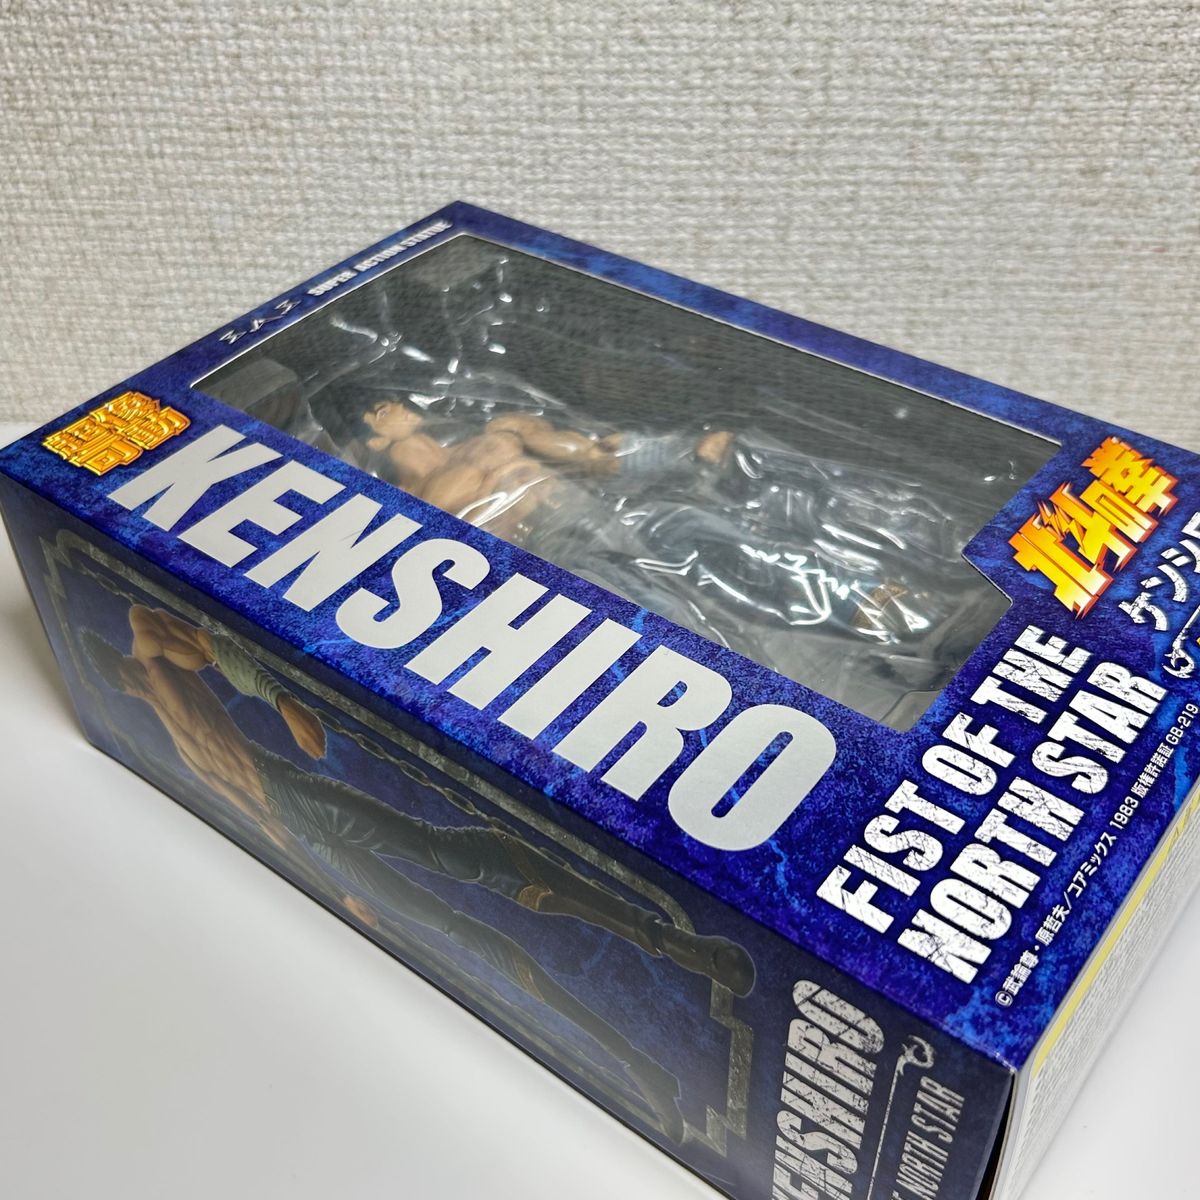 SAS SUPER ACTION STATUE
超像可動
KENSHIRO
北斗の拳
ケンシロ
FIST OF THE
NORTH STAR
©武論尊・原哲夫/コアミックス 1983 版権許諾証 GB-219
KENSHIRO
NORTH STAR